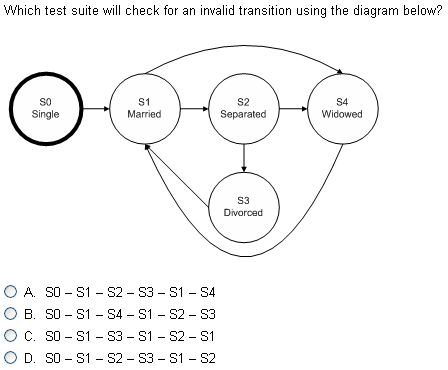 Which test suite will check for an invalid transition using the diagram below?
S0
Single
S1
Married
S2
Separated
S4
Widowed
S3
Divorced
A. S0 – S1 – S2 – S3 – S1 – S4
B. S0 – S1 – S4 – S1 – S2 – S3
C. S0 – S1 – S3 – S1 – S2 – S1
D. S0 – S1 – S2 – S3 – S1 – S2